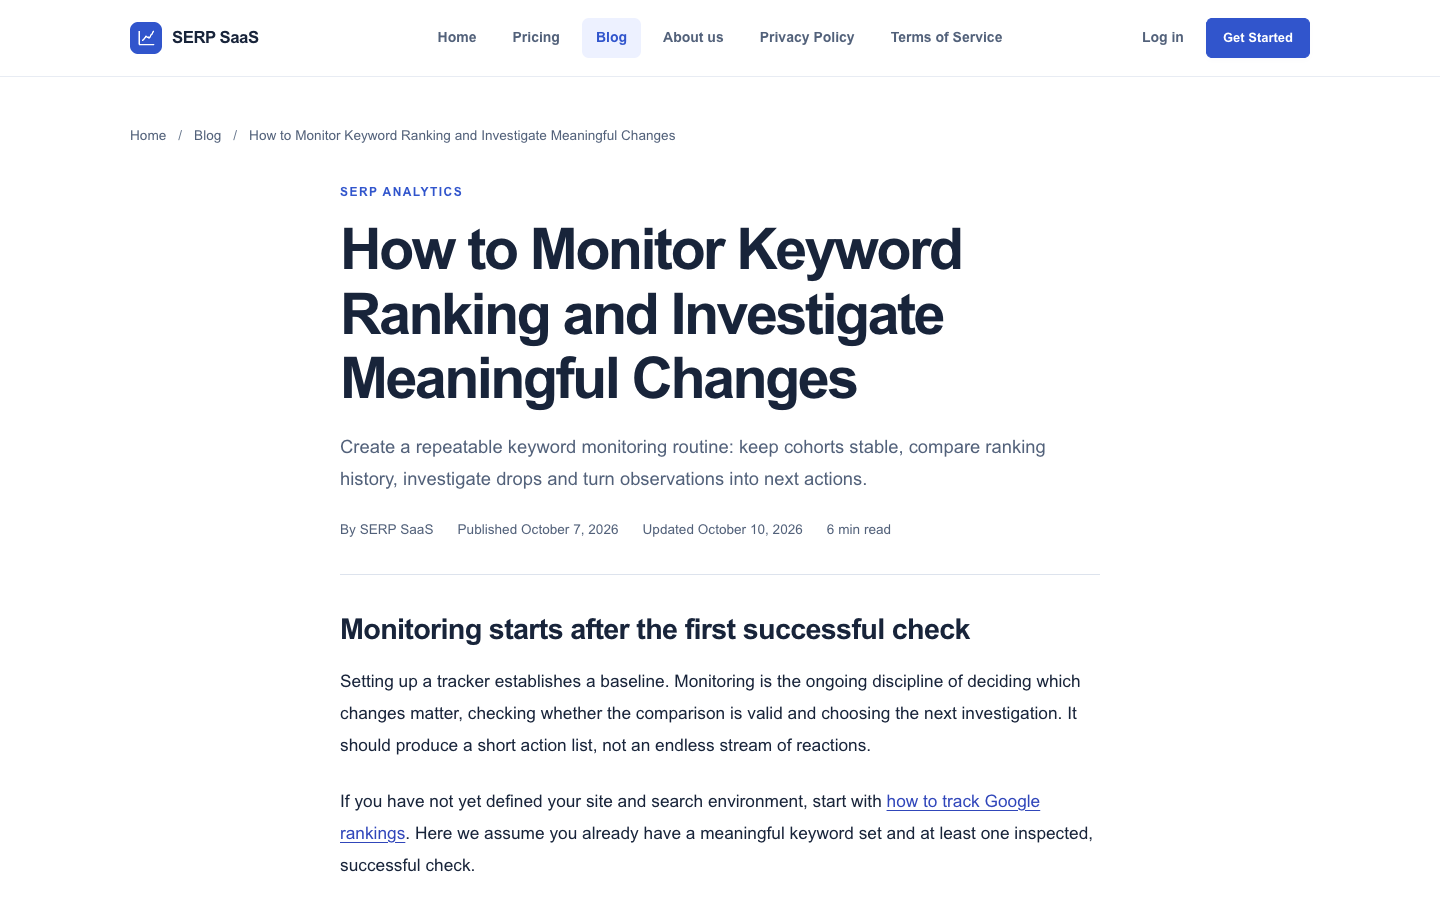 SERP SaaS
Home
Pricing
Blog
About us
Privacy Policy
Terms of Service
Log in
Get Started
Home / Blog / How to Monitor Keyword Ranking and Investigate Meaningful Changes
SERP ANALYTICS
How to Monitor Keyword
Ranking and Investigate
Meaningful Changes
Create a repeatable keyword monitoring routine: keep cohorts stable, compare ranking
history, investigate drops and turn observations into next actions.
By SERP SaaS Published October 7, 2026 Updated October 10, 2026 6 min read
Monitoring starts after the first successful check
Setting up a tracker establishes a baseline. Monitoring is the ongoing discipline of deciding which
changes matter, checking whether the comparison is valid and choosing the next investigation. It
should produce a short action list, not an endless stream of reactions.
If you have not yet defined your site and search environment, start with how to track Google
rankings. Here we assume you already have a meaningful keyword set and at least one inspected,
successful check.